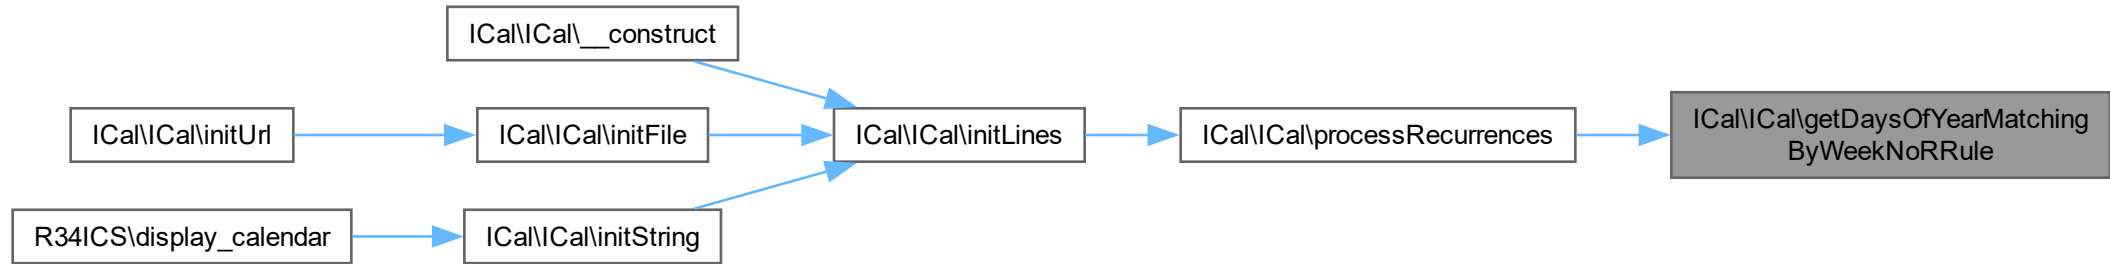 ICal\ICal\__construct
ICal\ICal\initUrl
ICal\ICal\initFile
ICal\ICal\initLines
ICal\ICal\processRecurrences
ICal\ICal\getDaysOfYearMatching
ByWeekNoRRule
R34ICS\display_calendar
ICal\ICal\initString